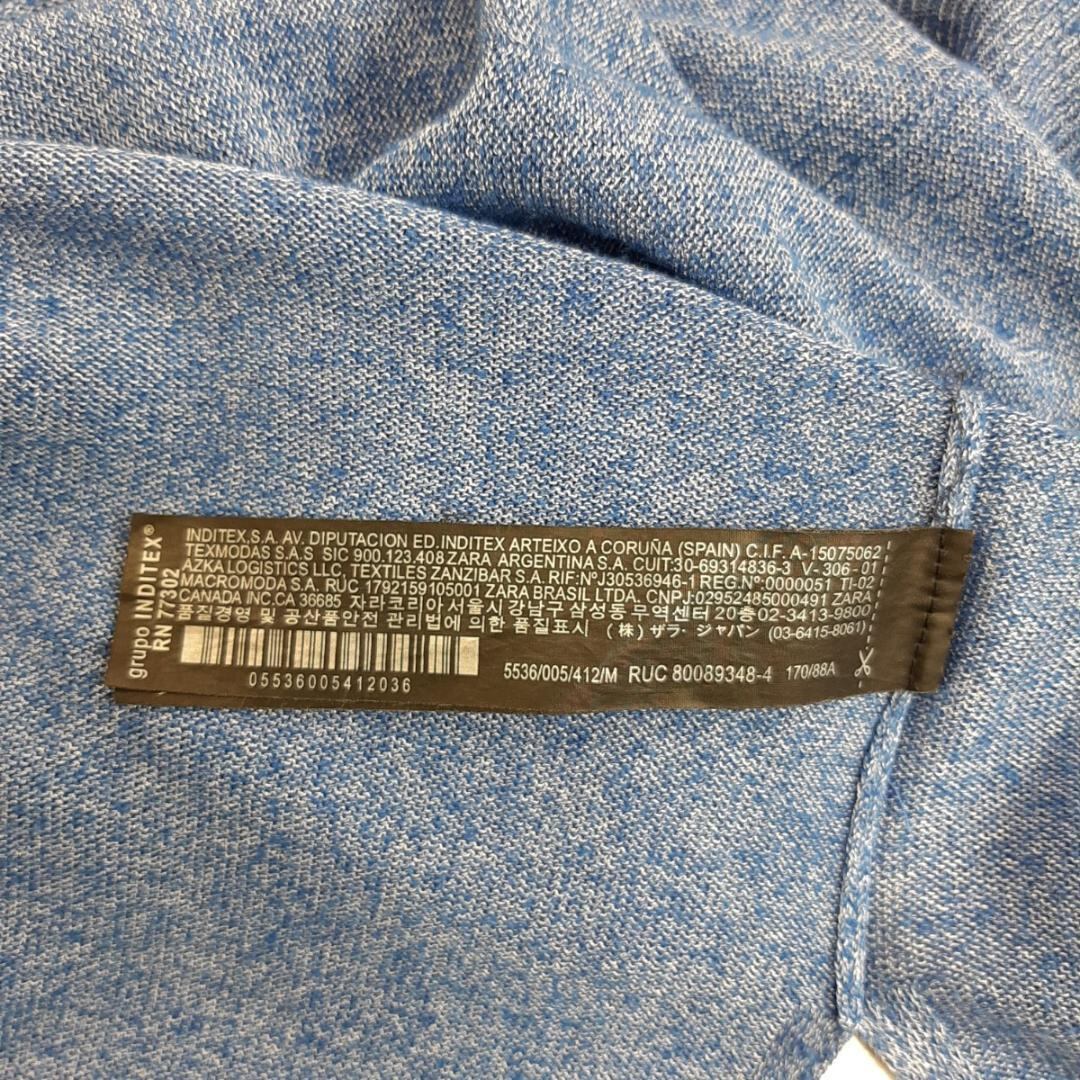 grupo INDITEX®
RN 77302
INDITEX,S.A. AV. DIPUTACION ED. INDITEX ARTEIXO A CORUÑA (SPAIN) C.I.F. A-15075062
TEXMODAS S.A.S SIC 900.123.408 ZARA ARGENTINA S.A. CUIT:30-69314836-3 V-306-01
AZKA LOGISTICS LLC, TEXTILES ZANZIBAR S.A. RIF:NºJ30536946-1 REG.Nº:0000051 TI-02
MACROMODA S.A. RUC 1792159105001 ZARA BRASIL LTDA. CNPJ:02952485000491 ZARA
CANADA INC.CA 36685 자라코리아 서울시 강남구 삼성동 무역센터 20층 02-3413-9800
품질경영 및 공산품안전 관리법에 의한 품질표시 (株) ザラ・ジャパン (03-6415-8061)
05536005412036
5536/005/412/M RUC 80089348-4 170/88A